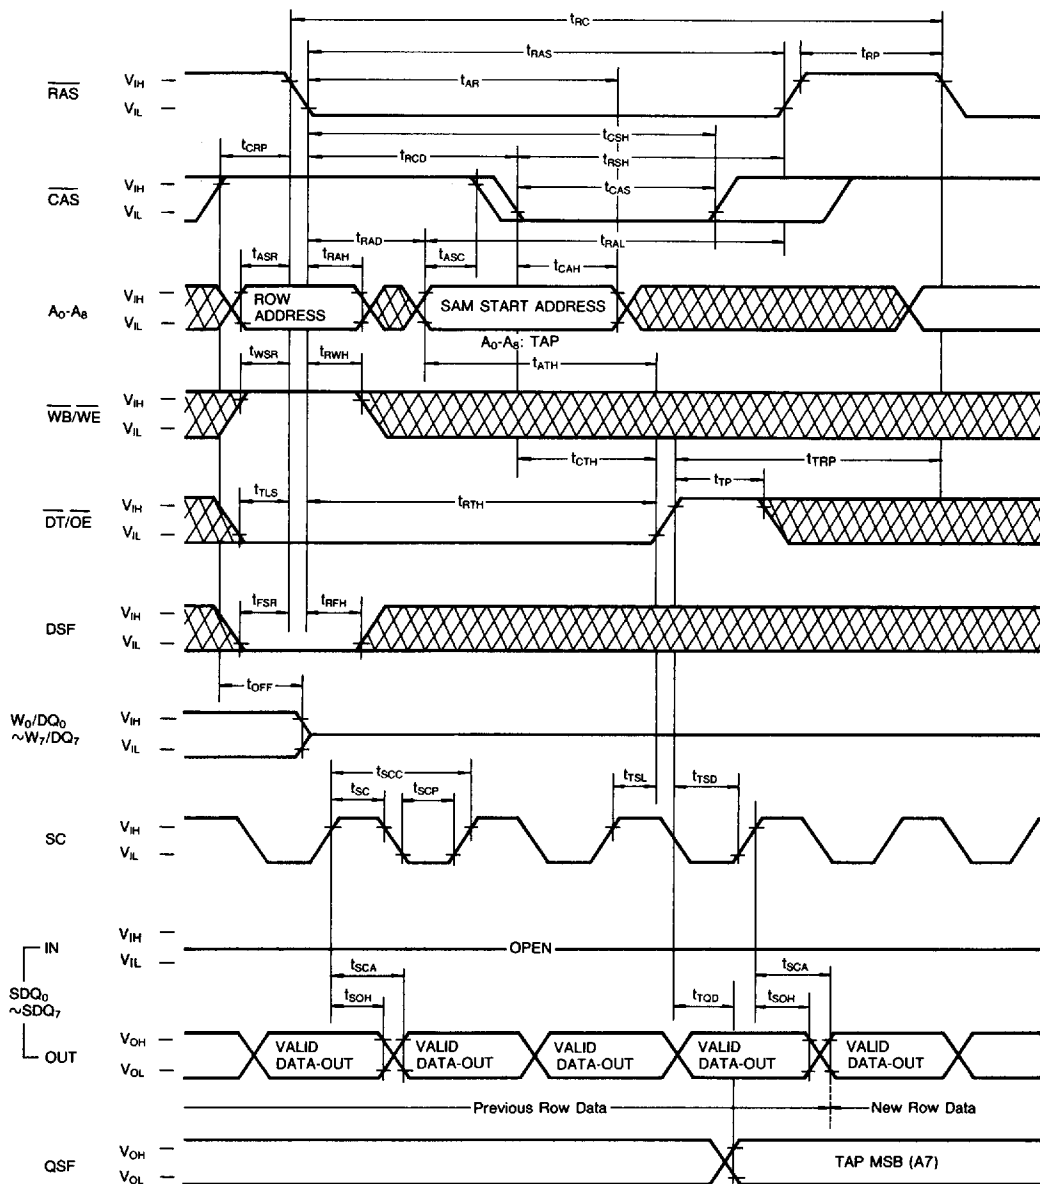 tRC
tRAS
tRP
tAR
RAS
VIH
VIL
tCSH
tCRP
tRCD
tRSH
tCAS
CAS
VIH
VIL
tRAD
tRAL
tASR
tRAH
tASC
tCAH
A0-A8
VIH
VIL
ROW
ADDRESS
SAM START ADDRESS
A0-A8: TAP
tWSR
tRWH
tATH
WB/WE
VIH
VIL
tCTH
tTRP
tTP
tTLS
tRTH
DT/OE
VIH
VIL
tFSR
tRFH
DSF
VIH
VIL
tOFF
W0/DQ0
~W7/DQ7
VIH
VIL
tSCC
tSC
tSCP
tTSL
tTSD
SC
VIH
VIL
IN
VIH
VIL
OPEN
SDQ0
~SDQ7
tSCA
tSOH
tTQD
tSCA
tSOH
OUT
VOH
VOL
VALID
DATA-OUT
VALID
DATA-OUT
VALID
DATA-OUT
VALID
DATA-OUT
VALID
DATA-OUT
Previous Row Data
New Row Data
QSF
VOH
VOL
TAP MSB (A7)